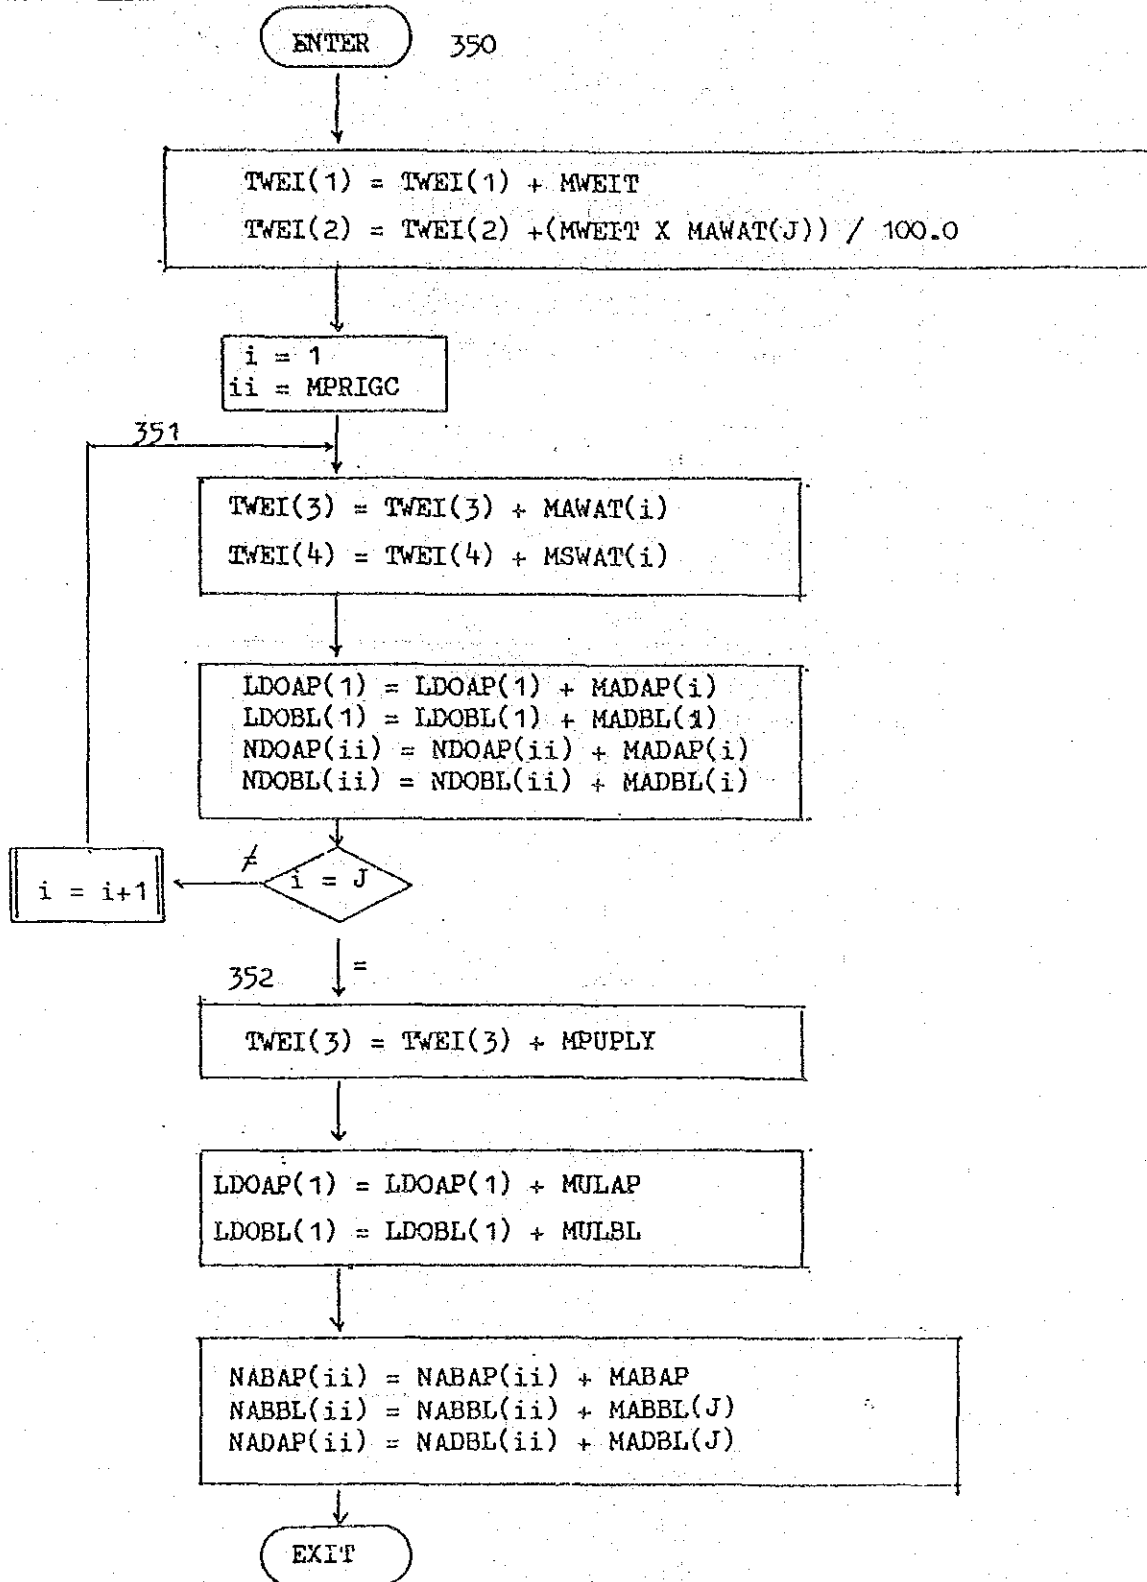 ENTER 350
TWEI(1) = TWEI(1) + MWEIT
TWEI(2) = TWEI(2) +(MWEIT X MAWAT(J)) / 100.0
i = 1
ii = MPRIGC
351
TWEI(3) = TWEI(3) + MAWAT(i)
TWEI(4) = TWEI(4) + MSWAT(i)
LDOAP(1) = LDOAP(1) + MADAP(i)
LDOBL(1) = LDOBL(1) + MADBL(1)
NDOAP(ii) = NDOAP(ii) + MADAP(i)
NDOBL(ii) = NDOBL(ii) + MADBL(i)
i = i+1 ≠ i = J
352 =
TWEI(3) = TWEI(3) + MPUPLY
LDOAP(1) = LDOAP(1) + MULAP
LDOBL(1) = LDOBL(1) + MULBL
NABAP(ii) = NABAP(ii) + MABAP
NABBL(ii) = NABBL(ii) + MABBL(J)
NADAP(ii) = NADBL(ii) + MADBL(J)
EXIT